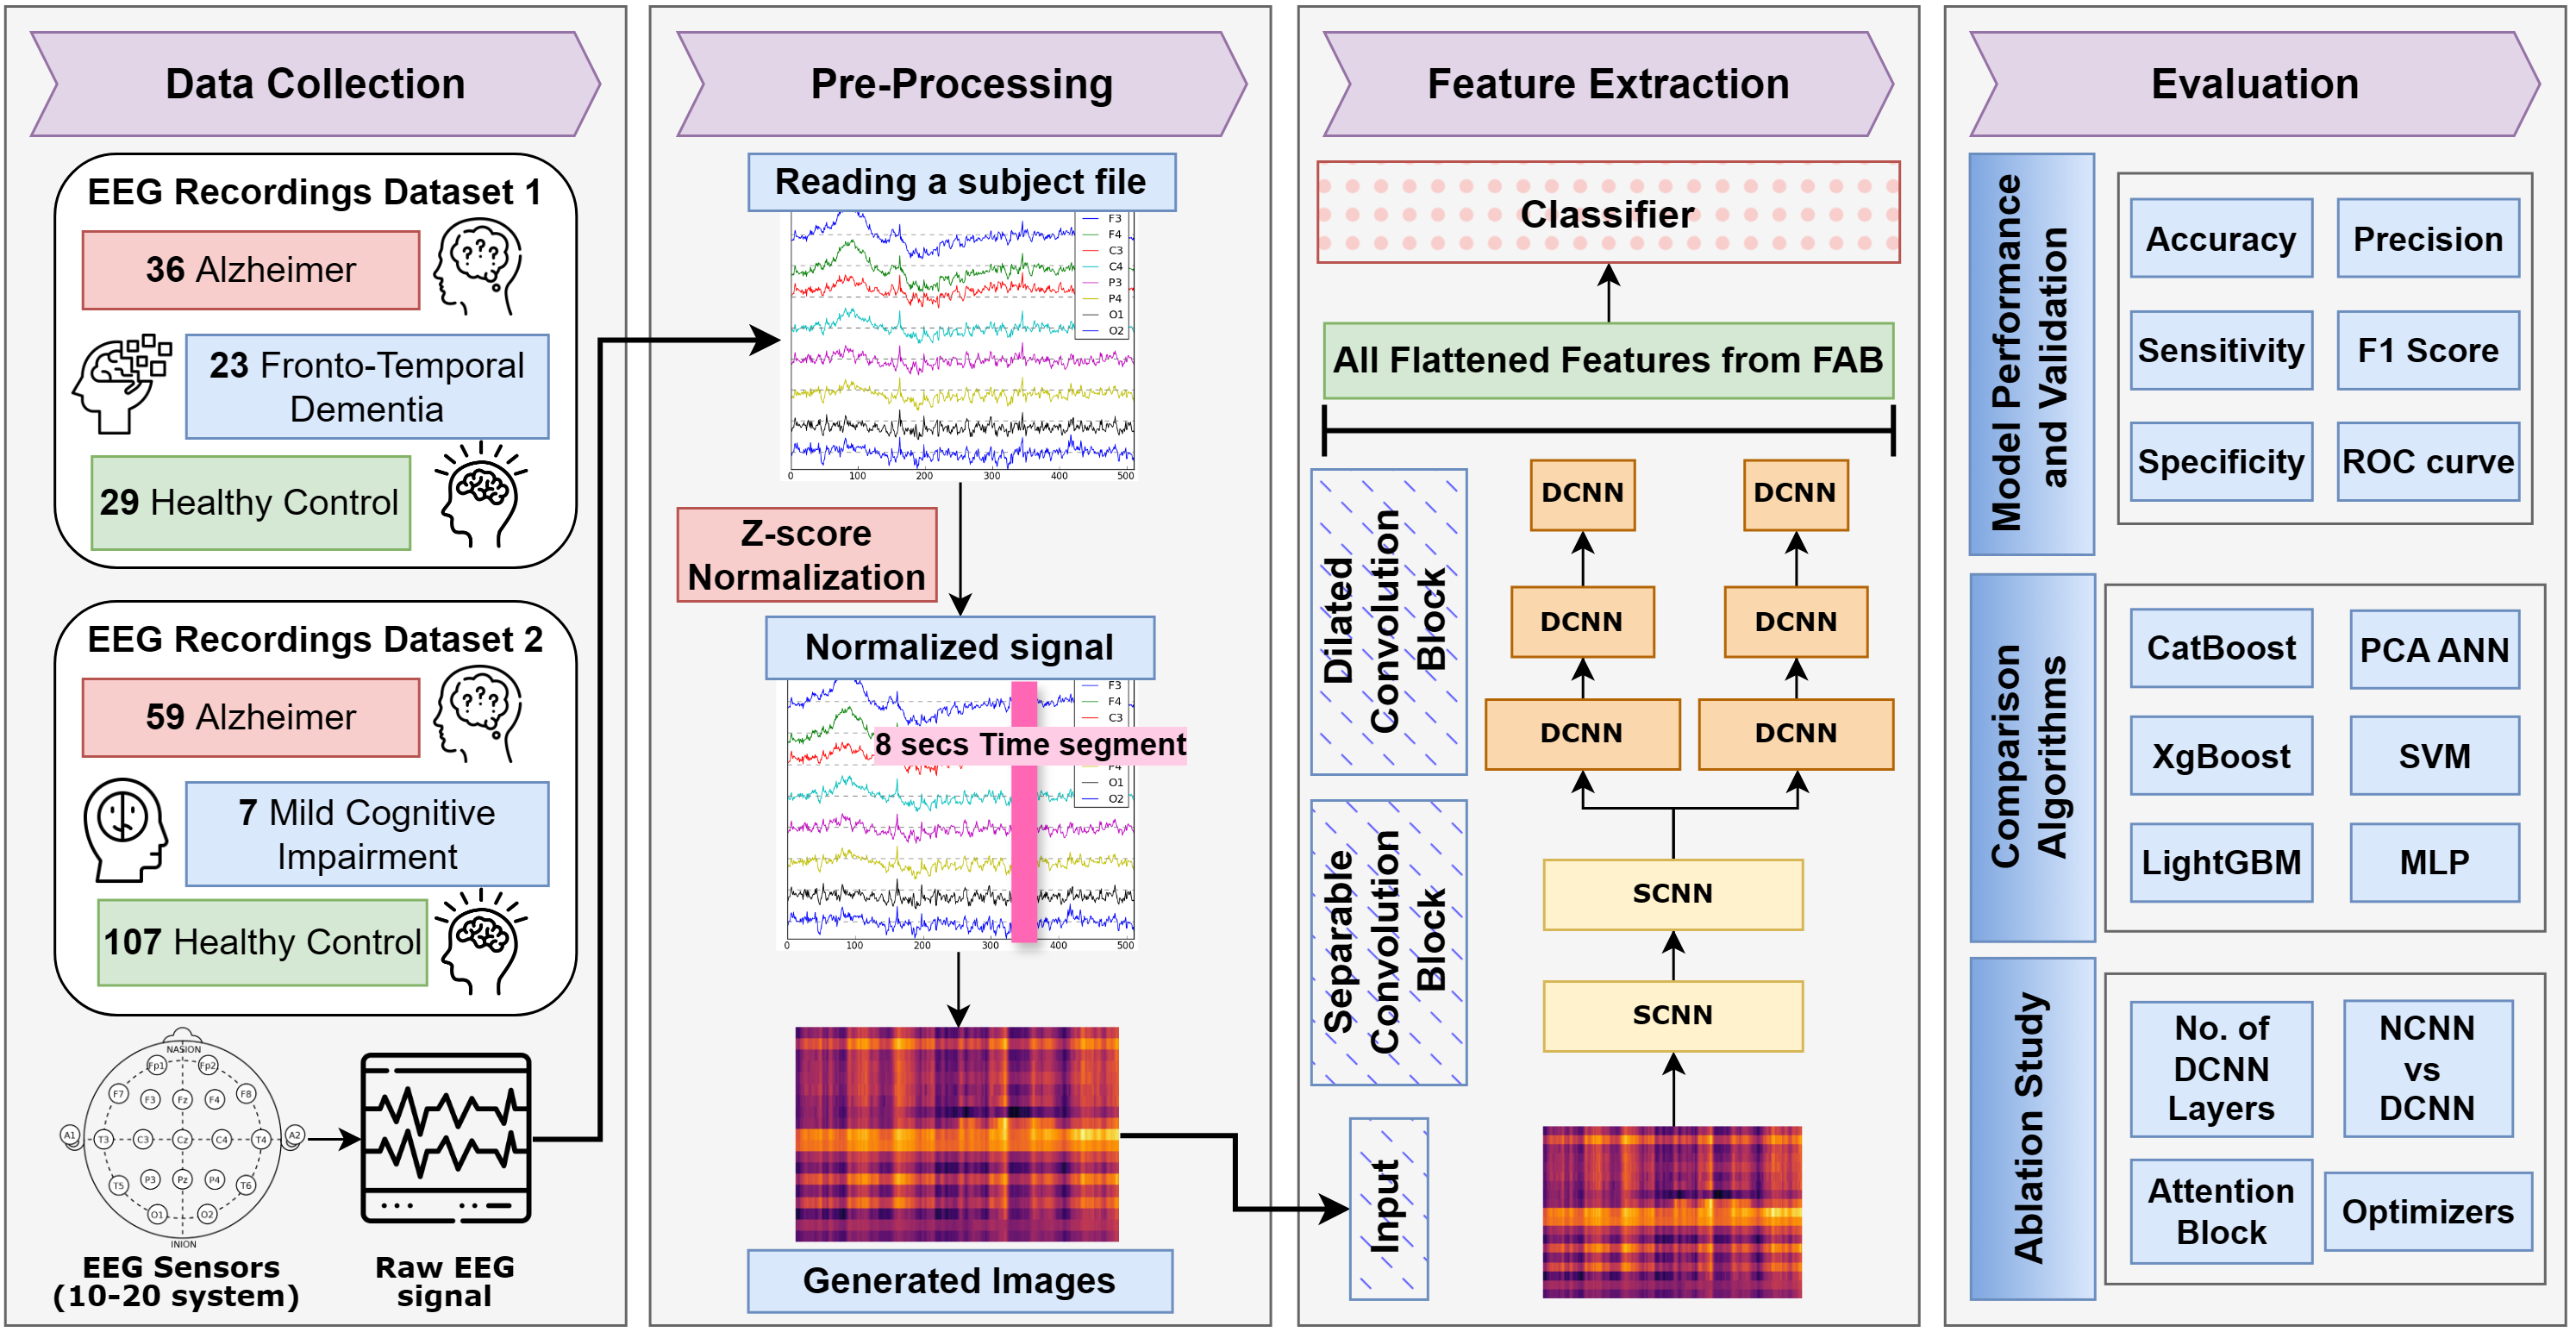 Data Collection
EEG Recordings Dataset 1
36 Alzheimer
23 Fronto-Temporal
Dementia
29 Healthy Control
EEG Recordings Dataset 2
59 Alzheimer
7 Mild Cognitive
Impairment
107 Healthy Control
NASION
Fp1
Fp2
F7
F3
Fz
F4
F8
A1
T3
C3
Cz
C4
T4
A2
T5
P3
Pz
P4
T6
O1
O2
INION
EEG Sensors
(10-20 system)
Raw EEG
signal
Pre-Processing
Reading a subject file
F3
F4
C3
C4
P3
P4
O1
O2
0 100 200 300 400 500
Z-score
Normalization
Normalized signal
F3
F4
C3
8 secs Time segment
P4
O1
O2
0 100 200 300 400 500
Generated Images
Feature Extraction
Classifier
All Flattened Features from FAB
Dilated
Convolution
Block
DCNN
DCNN
DCNN
DCNN
DCNN
DCNN
Separable
Convolution
Block
SCNN
SCNN
Input
Evaluation
Model Performance
and Validation
Accuracy
Precision
Sensitivity
F1 Score
Specificity
ROC curve
Comparison
Algorithms
CatBoost
PCA ANN
XgBoost
SVM
LightGBM
MLP
Ablation Study
No. of
DCNN
Layers
NCNN
vs
DCNN
Attention
Block
Optimizers